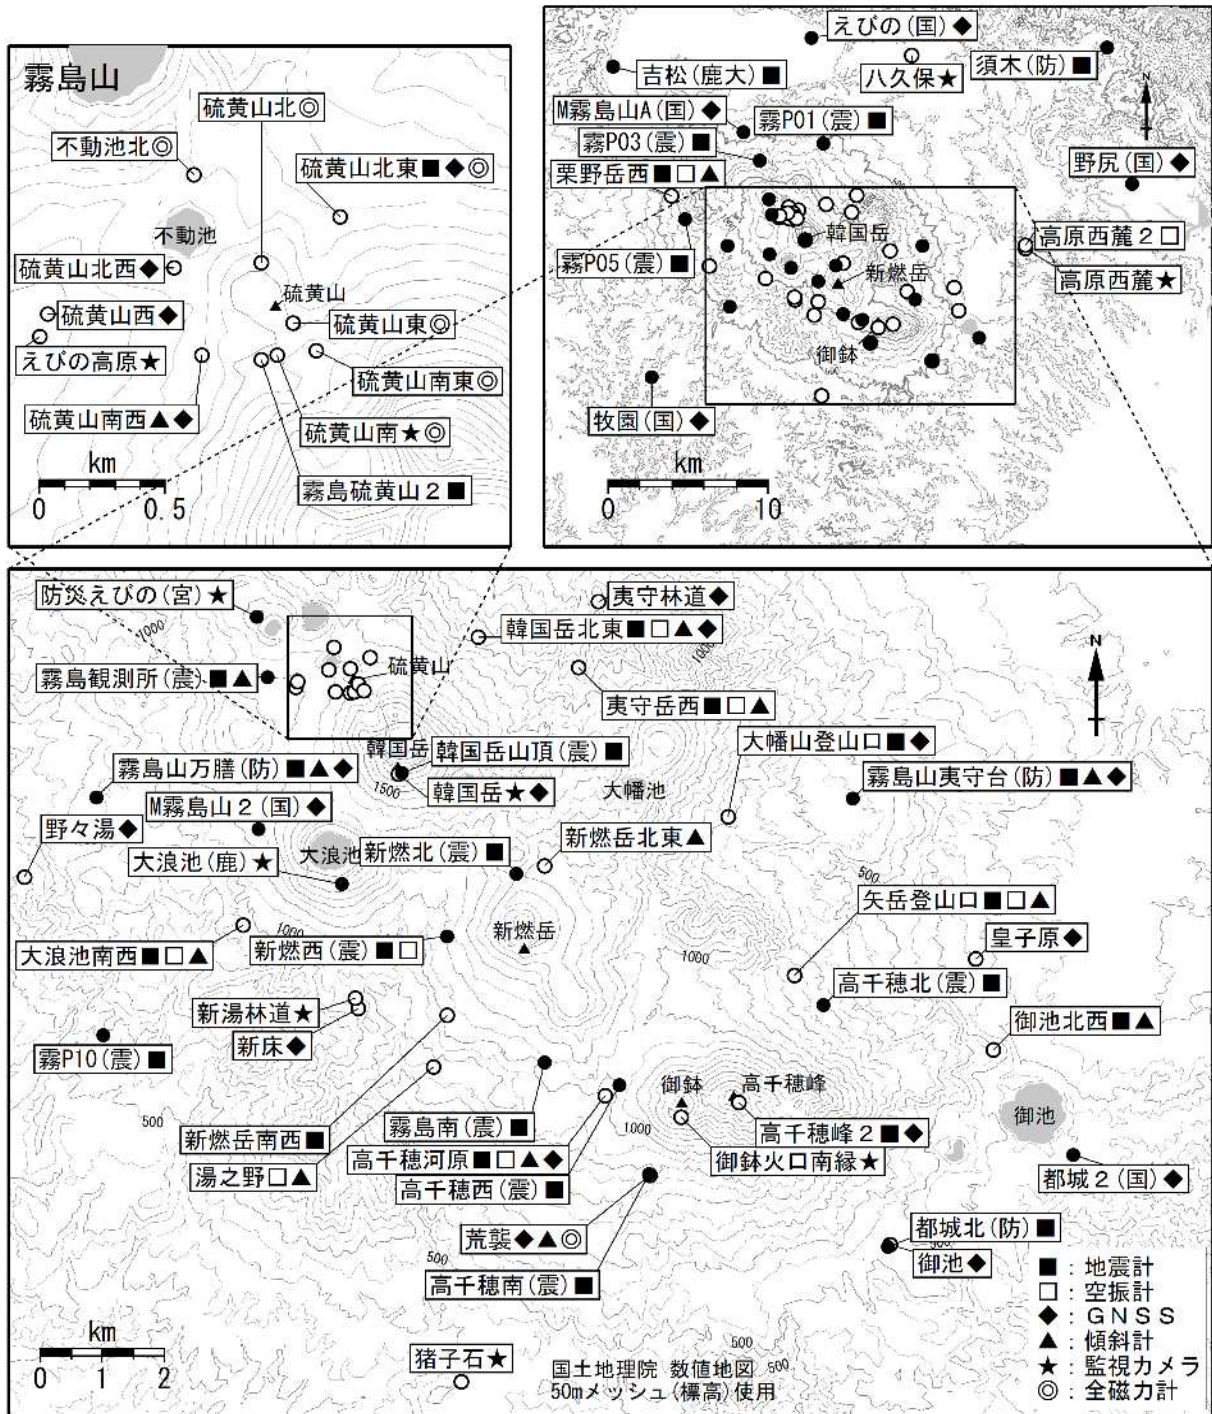 霧島山
硫黄山北◎
不動池北◎
硫黄山北東■◆◎
不動池
硫黄山北西◆
硫黄山
硫黄山西◆
硫黄山東◎
えびの高原★
硫黄山南東◎
硫黄山南西▲◆
硫黄山南★◎
霧島硫黄山2■
km
0 0.5
えびの(国)◆
吉松(鹿大)■
八久保★
須木(防)■
N
M霧島山A(国)◆
霧P01(震)■
霧P03(震)■
栗野岳西■□▲
野尻(国)◆
韓国岳
高原西麓2□
霧P05(震)■
新燃岳
高原西麓★
御鉢
牧園(国)◆
km
0 10
防災えびの(宮)★
1000
夷守林道◆
韓国岳北東■□▲◆
1000
N
硫黄山
霧島観測所(震)■▲
夷守岳西■□▲
大幡山登山口■◆
韓国岳
韓国岳山頂(震)■
霧島山万膳(防)■▲◆
霧島山夷守台(防)■▲◆
1500
韓国岳★◆
大幡池
M霧島山2(国)◆
野々湯◆
新燃岳北東▲
大浪池
新燃北(震)■
大浪池(鹿)★
500
矢岳登山口■□▲
1000
新燃岳
大浪池南西■□▲
新燃西(震)■□
皇子原◆
1000
高千穂北(震)■
新湯林道★
新床◆
御池北西■▲
霧P10(震)■
御鉢
高千穂峰
500
御池
新燃岳南西■
霧島南(震)■
1000
高千穂峰2■◆
高千穂河原■□▲◆
御鉢火口南縁★
湯之野□▲
高千穂西(震)■
都城2(国)◆
荒襲◆▲◎
都城北(防)■
500
御池◆
500
高千穂南(震)■
■:地震計
□:空振計
◆:GNSS
▲:傾斜計
★:監視カメラ
◎:全磁力計
km
0 1 2
猪子石★
500
500
国土地理院 数値地図
50mメッシュ(標高)使用